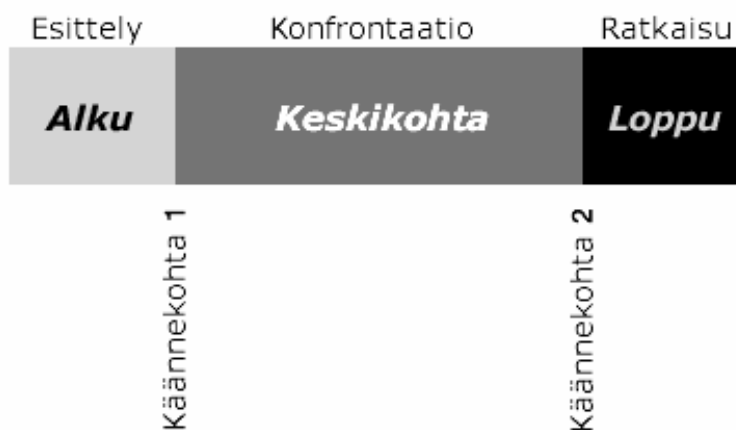 Esittely Konfrontaatio Ratkaisu
Alku Keskikohta Loppu
Käännekohta 1
Käännekohta 2